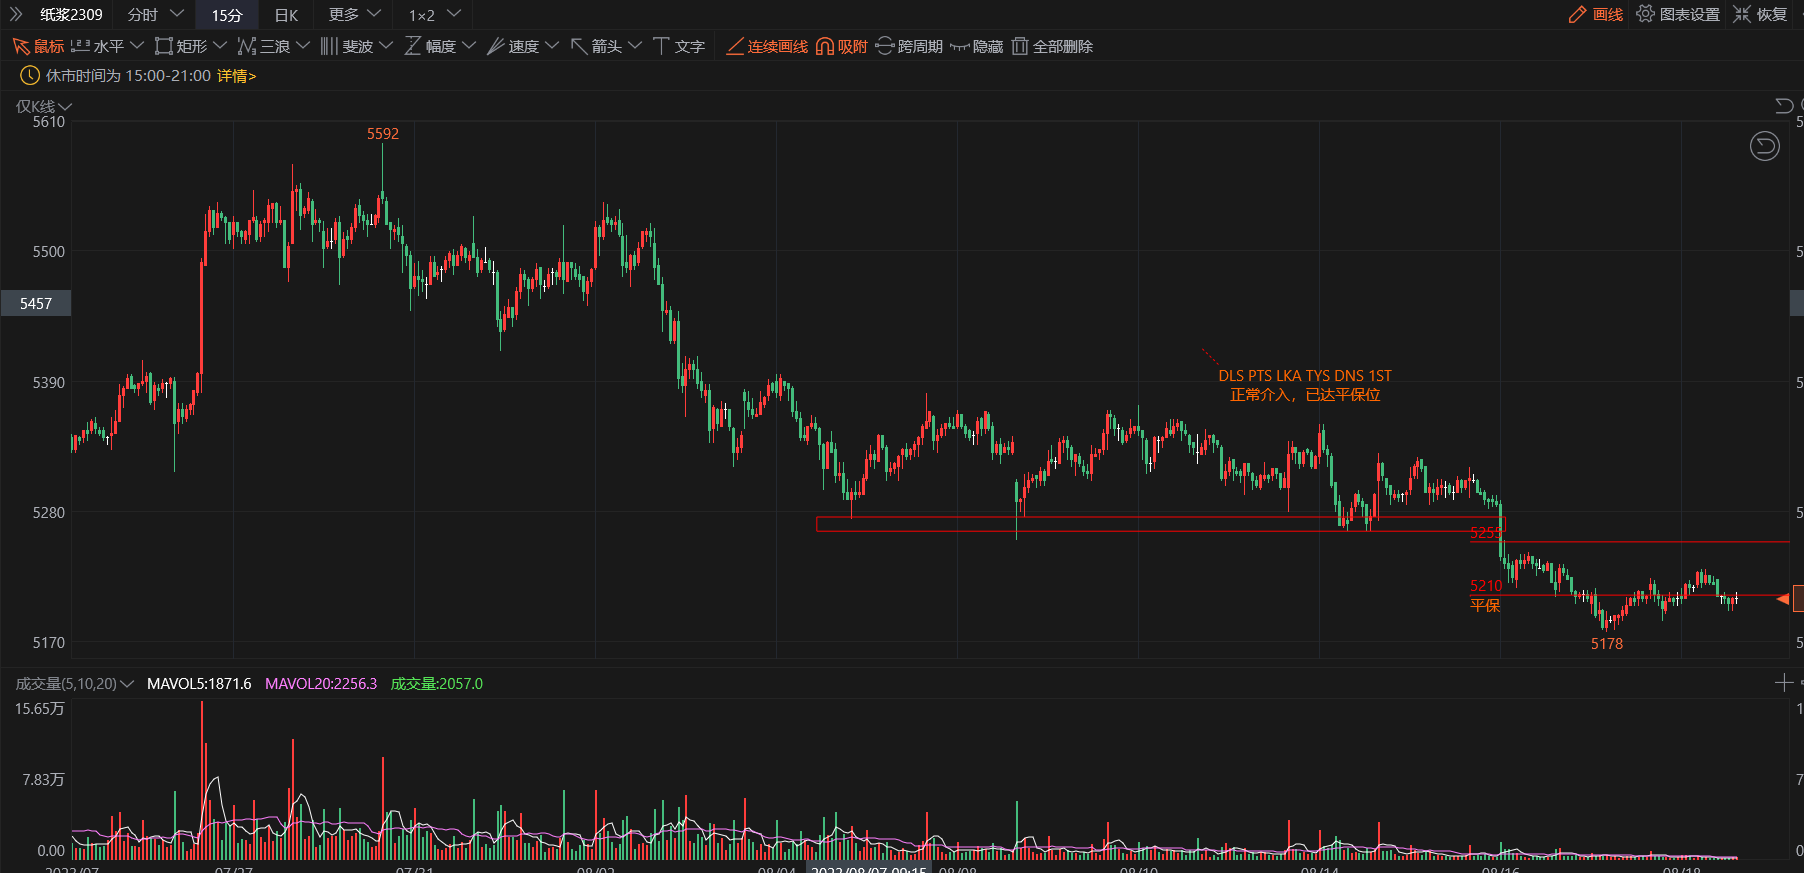 纸浆2309 分时 15分 日K 更多 1×2 画线 图表设置 恢复
鼠标 水平 矩形 三浪 斐波 幅度 速度 箭头 文字 连续画线 吸附 跨周期 隐藏 全部删除
休市时间为 15:00-21:00 详情>
仅K线
5610
5592
5500
5457
5390
DLS PTS LKA TYS DNS 1ST
正常介入，已达平保位
5280
5255
5210
平保
5170
5178
成交量(5,10,20) MAVOL5:1871.6 MAVOL20:2256.3 成交量:2057.0
15.65万
7.83万
0.00
2023/07 07/27 07/31 08/02 08/04 2023/08/07 09:15 08/08 08/10 08/14 08/16 08/18